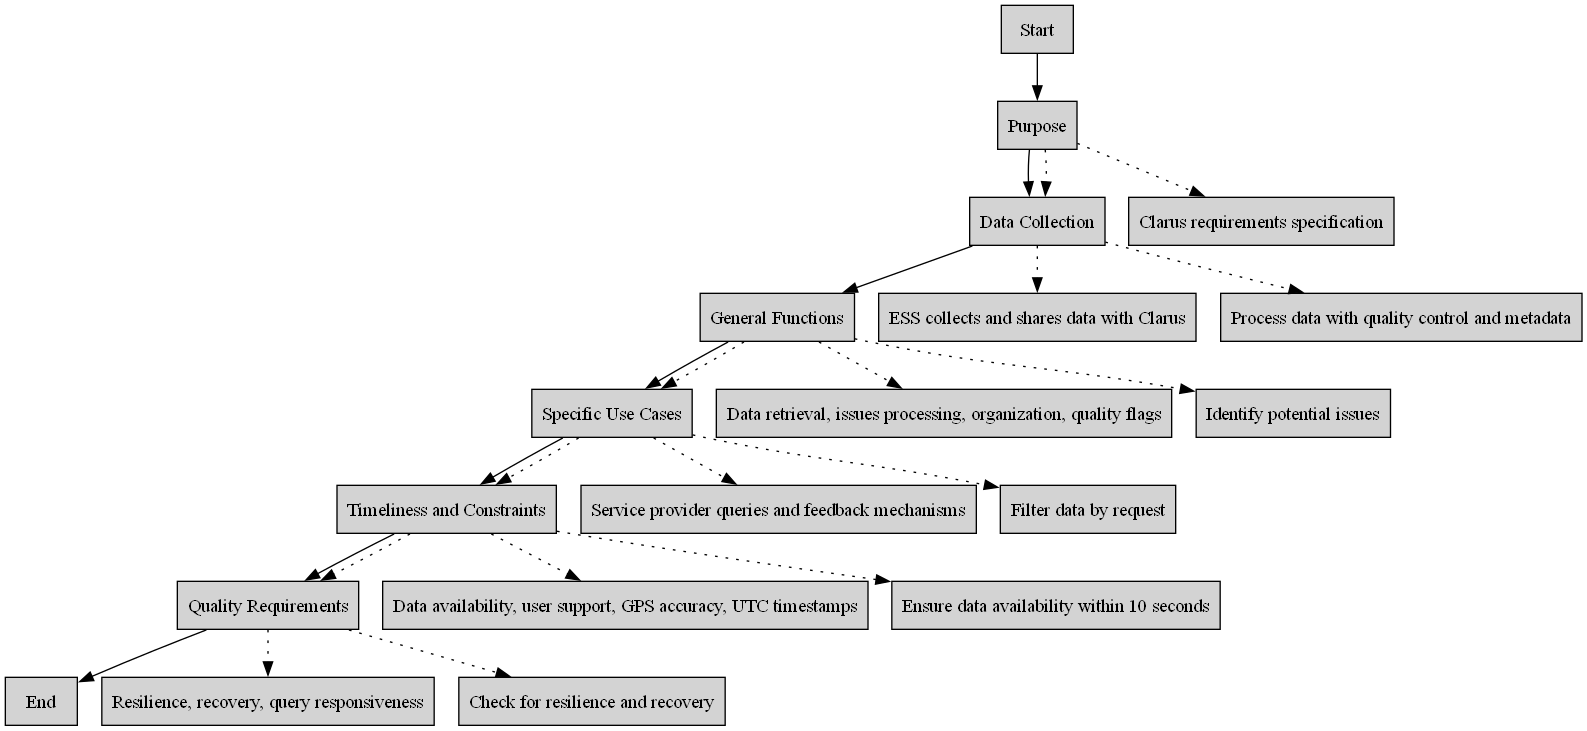 Start
Purpose
Data Collection
Clarus requirements specification
General Functions
ESS collects and shares data with Clarus
Process data with quality control and metadata
Specific Use Cases
Data retrieval, issues processing, organization, quality flags
Identify potential issues
Timeliness and Constraints
Service provider queries and feedback mechanisms
Filter data by request
Quality Requirements
Data availability, user support, GPS accuracy, UTC timestamps
Ensure data availability within 10 seconds
End
Resilience, recovery, query responsiveness
Check for resilience and recovery